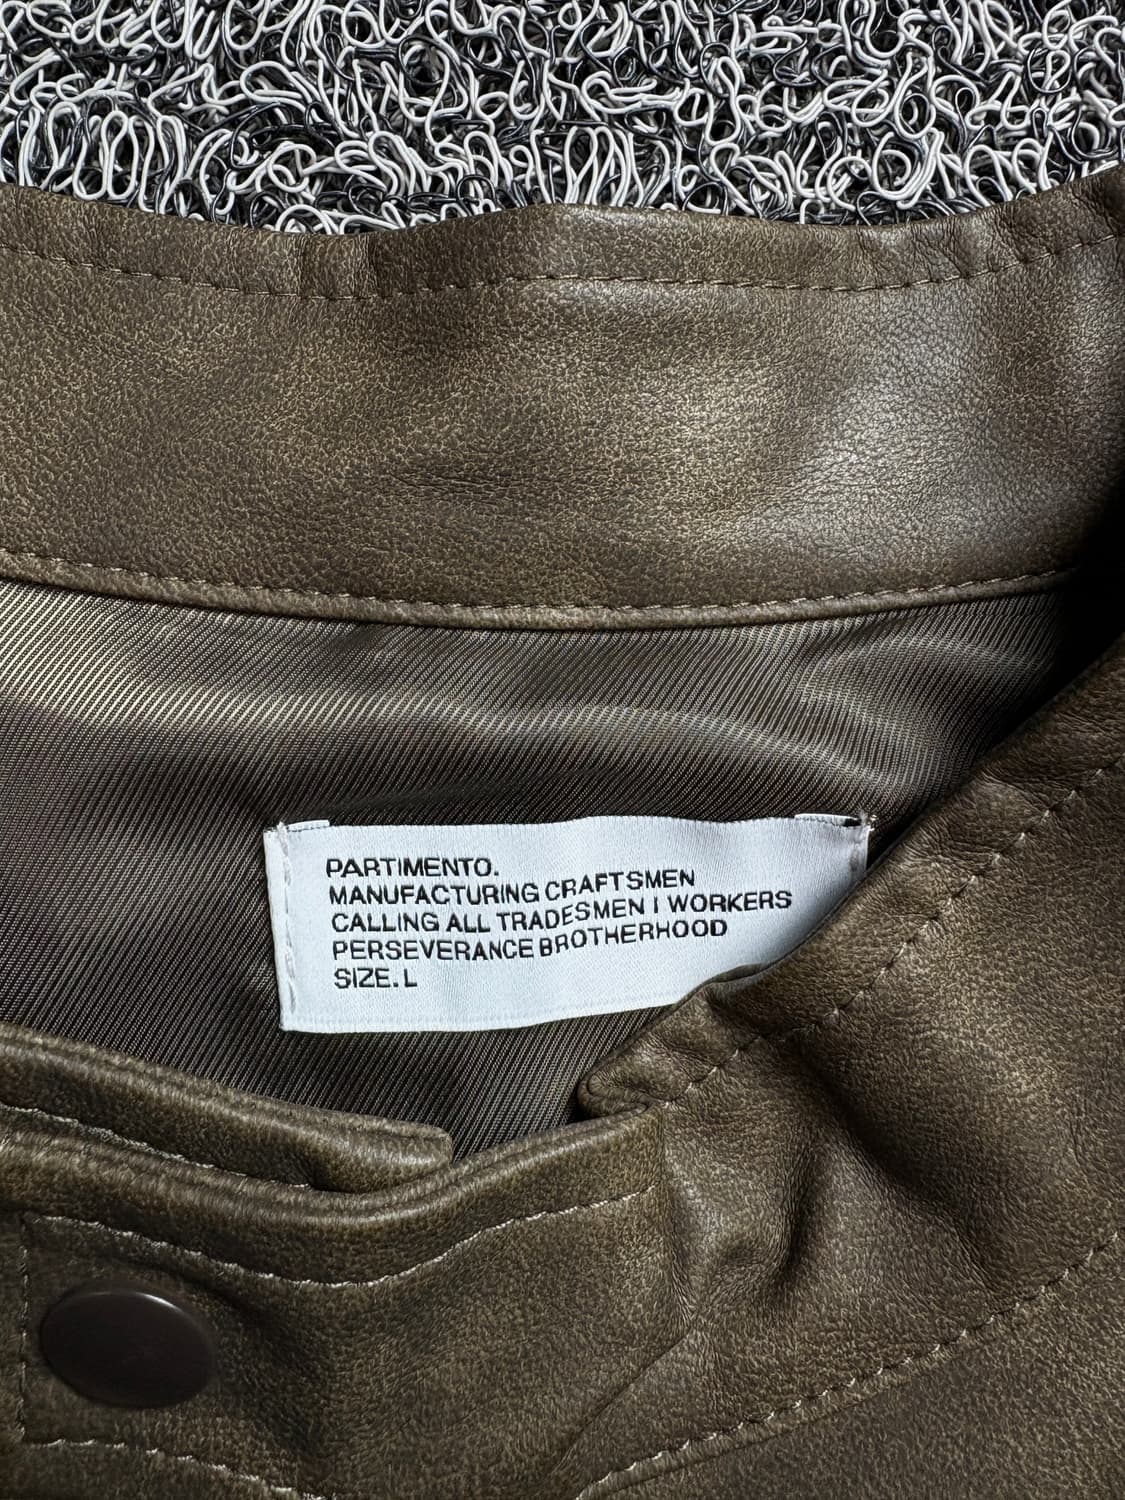 PARTIMENTO.
MANUFACTURING CRAFTSMEN
CALLING ALL TRADESMEN I WORKERS
PERSEVERANCE BROTHERHOOD
SIZE. L